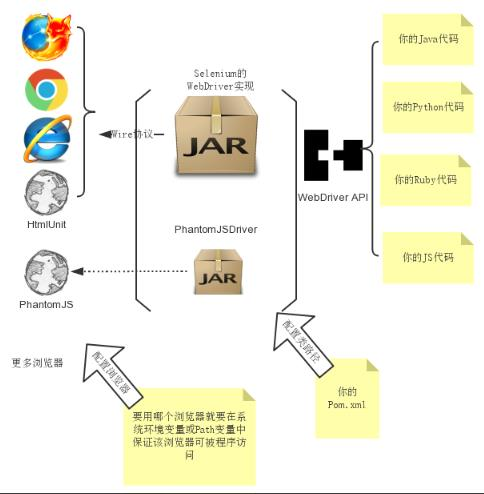 Selenium的
WebDriver实现
Wire协议
JAR
HtmlUnit
PhantomJSDriver
JAR
PhantomJS
WebDriver API
你的Java代码
你的Python代码
你的Ruby代码
你的JS代码
更多浏览器
配置浏览器
配置类路径
要用哪个浏览器就要在系
统环境变量或Path变量中
保证该浏览器可被程序访
问
你的
Pom.xml